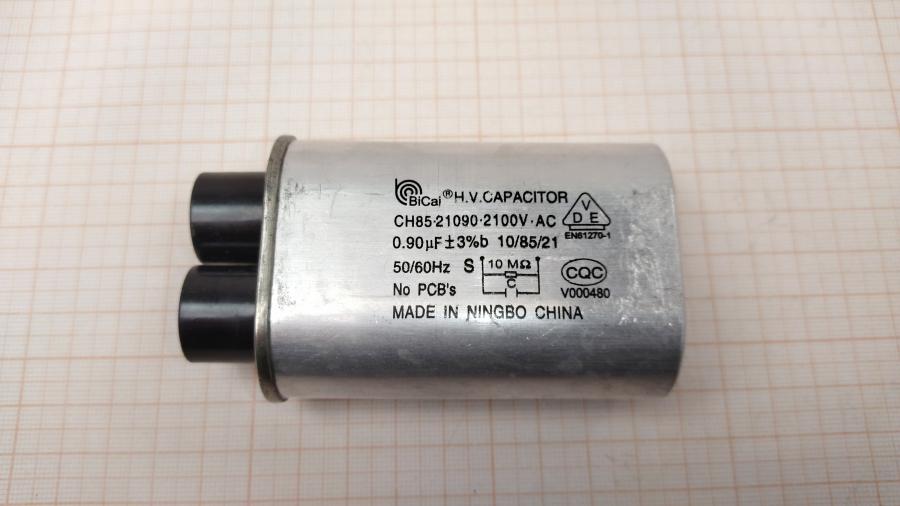 BiCai® H.V.CAPACITOR
CH85·21090·2100V·AC
VDE
EN61270-1
0.90μF±3%b 10/85/21
50/60Hz S 10 MΩ
C
CQC
No PCB's
V000480
MADE IN NINGBO CHINA